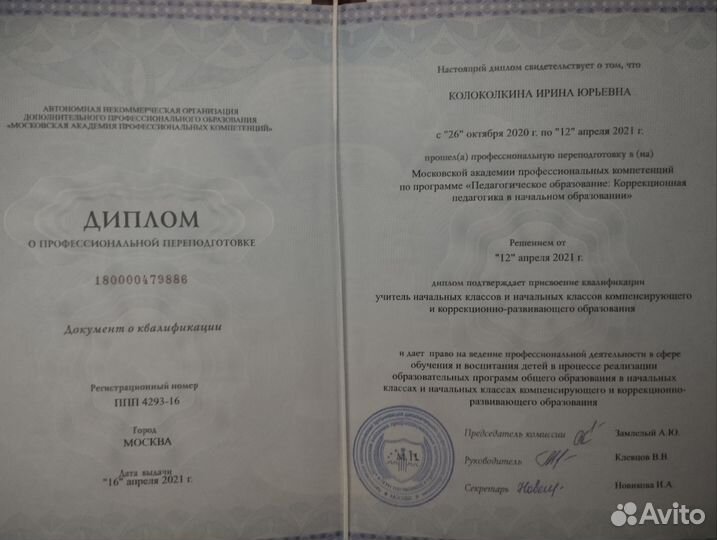 АВТОНОМНАЯ НЕКОММЕРЧЕСКАЯ ОРГАНИЗАЦИЯ
ДОПОЛНИТЕЛЬНОГО ПРОФЕССИОНАЛЬНОГО ОБРАЗОВАНИЯ
«МОСКОВСКАЯ АКАДЕМИЯ ПРОФЕССИОНАЛЬНЫХ КОМПЕТЕНЦИЙ»
ДИПЛОМ
О ПРОФЕССИОНАЛЬНОЙ ПЕРЕПОДГОТОВКЕ
180000479886
Документ о квалификации
Регистрационный номер
ППП 4293-16
Город
МОСКВА
Дата выдачи
"16" апреля 2021 г.
Настоящий диплом свидетельствует о том, что
КОЛОКОЛКИНА ИРИНА ЮРЬЕВНА
с "26" октября 2020 г. по "12" апреля 2021 г.
прошел(а) профессиональную переподготовку в (на)
Московской академии профессиональных компетенций
по программе «Педагогическое образование: Коррекционная
педагогика в начальном образовании»
Решением от
"12" апреля 2021 г.
диплом подтверждает присвоение квалификации
учитель начальных классов и начальных классов компенсирующего
и коррекционно-развивающего образования
и дает право на ведение профессиональной деятельности в сфере
обучения и воспитания детей в процессе реализации
образовательных программ общего образования в начальных
классах и начальных классах компенсирующего и коррекционно-
развивающего образования
Председатель комиссии Замлелый А.Ю.
Руководитель Клевцов В.В.
Секретарь Новикова И.А.
Avito